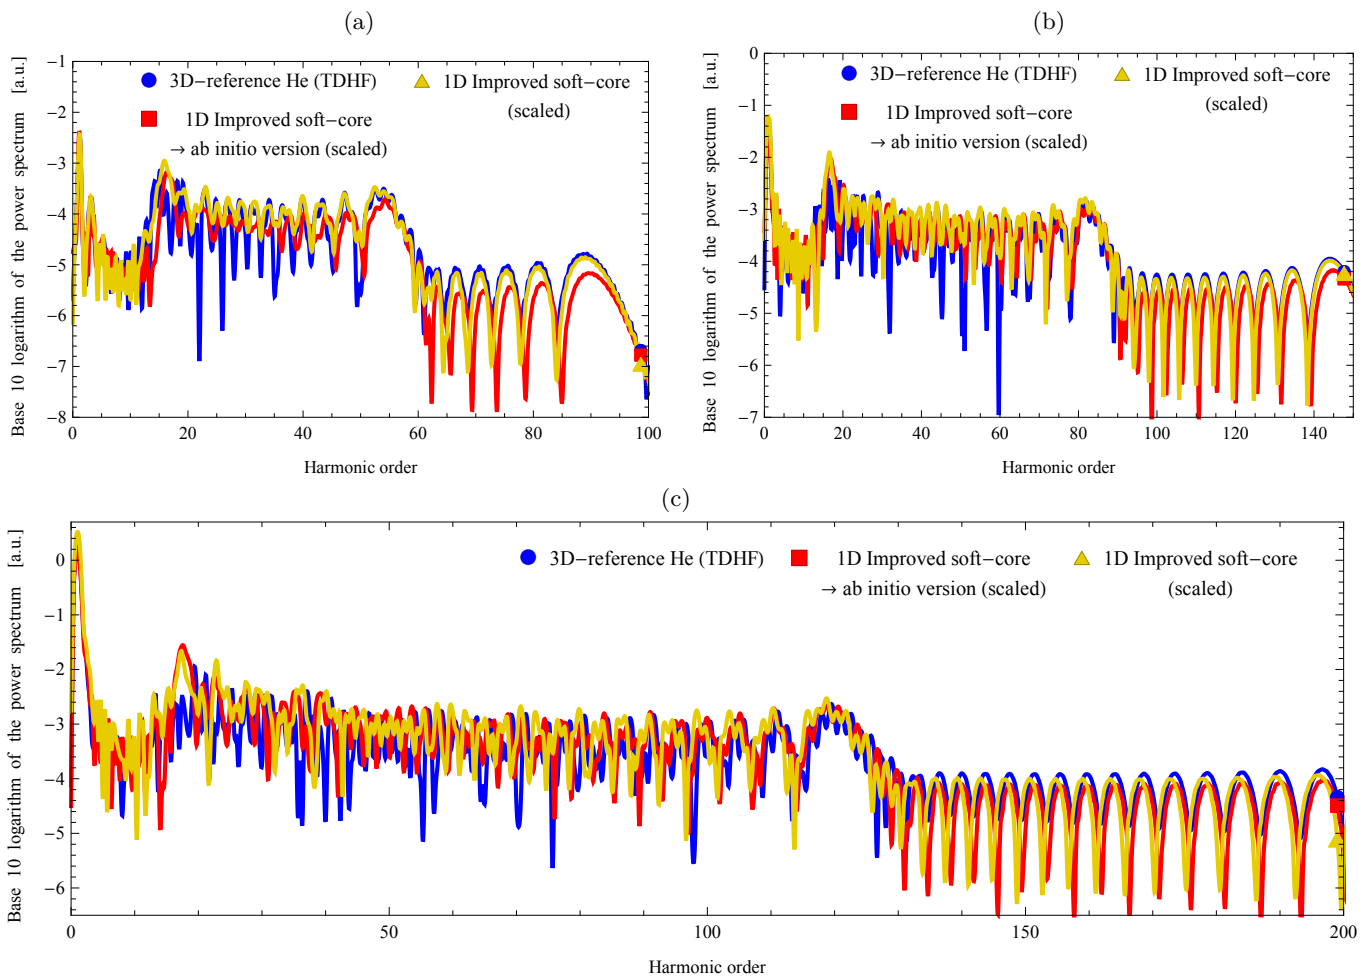 (a)
Base 10 logarithm of the power spectrum [a.u.]
−1
−2
−3
−4
−5
−6
−7
−8
3D−reference He (TDHF)
1D Improved soft−core
→ ab initio version (scaled)
1D Improved soft−core
(scaled)
0 20 40 60 80 100
Harmonic order
(b)
Base 10 logarithm of the power spectrum [a.u.]
0
−1
−2
−3
−4
−5
−6
−7
3D−reference He (TDHF)
1D Improved soft−core
→ ab initio version (scaled)
1D Improved soft−core
(scaled)
0 20 40 60 80 100 120 140
Harmonic order
(c)
Base 10 logarithm of the power spectrum [a.u.]
0
−1
−2
−3
−4
−5
−6
3D−reference He (TDHF)
1D Improved soft−core
→ ab initio version (scaled)
1D Improved soft−core
(scaled)
0 50 100 150 200
Harmonic order